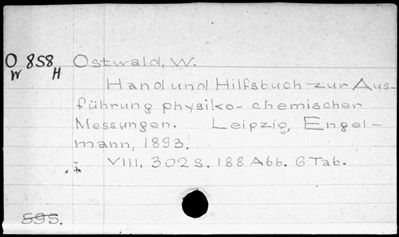 O 858, Ostwald, W.
W H
Hand und Hilfsbuch zur Aus-
führung physiko-chemischer
Messungen. Leipzig, Engel-
mann, 1893.
VIII, 302 S. 188 Abb. 6 Tab.
595.